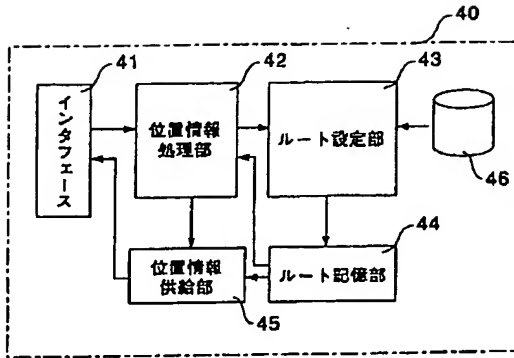 40
41
42
43
インタフェース
位置情報
処理部
ルート設定部
46
44
位置情報
供給部
ルート記憶部
45